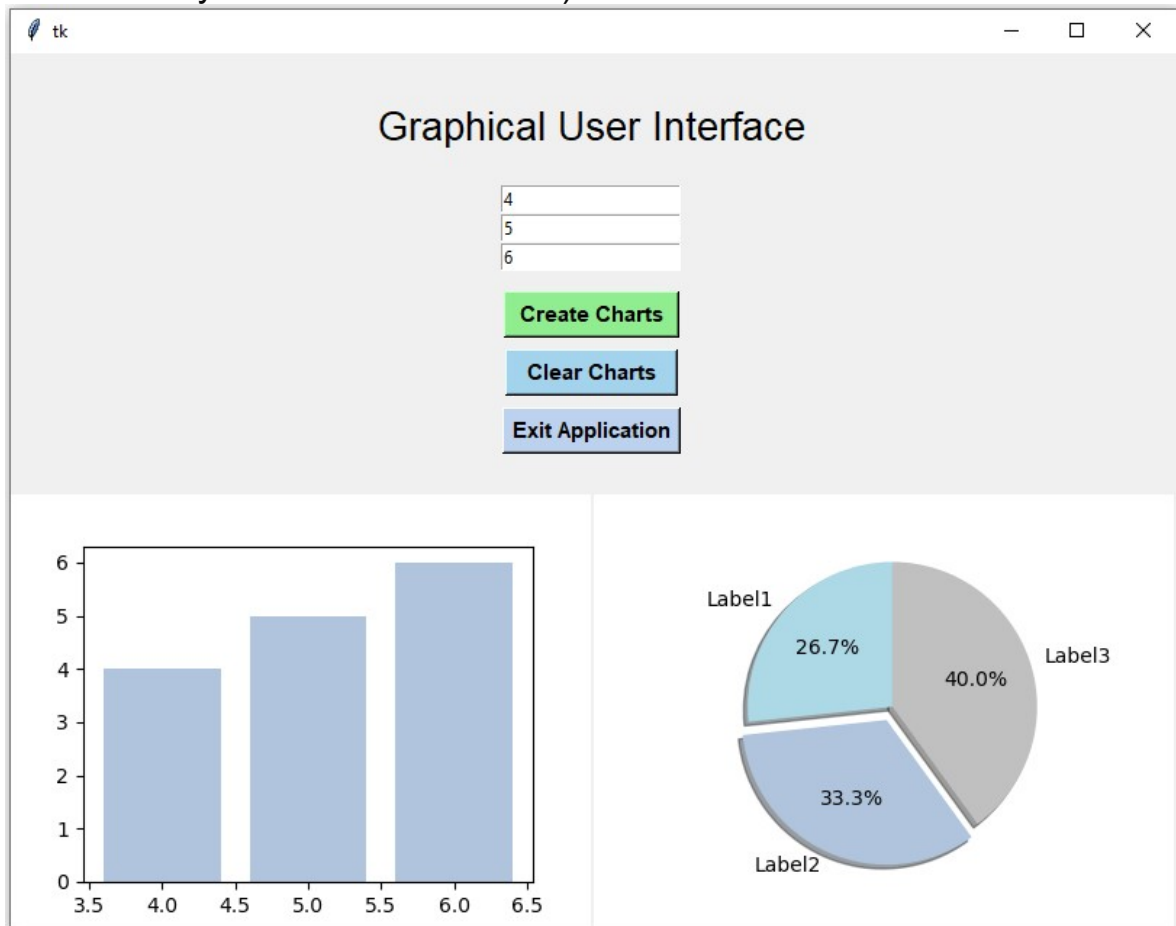 tk
Graphical User Interface
4
5
6
Create Charts
Clear Charts
Exit Application
6
5
4
3
2
1
0
3.5 4.0 4.5 5.0 5.5 6.0 6.5
Label1
26.7%
Label3
40.0%
33.3%
Label2